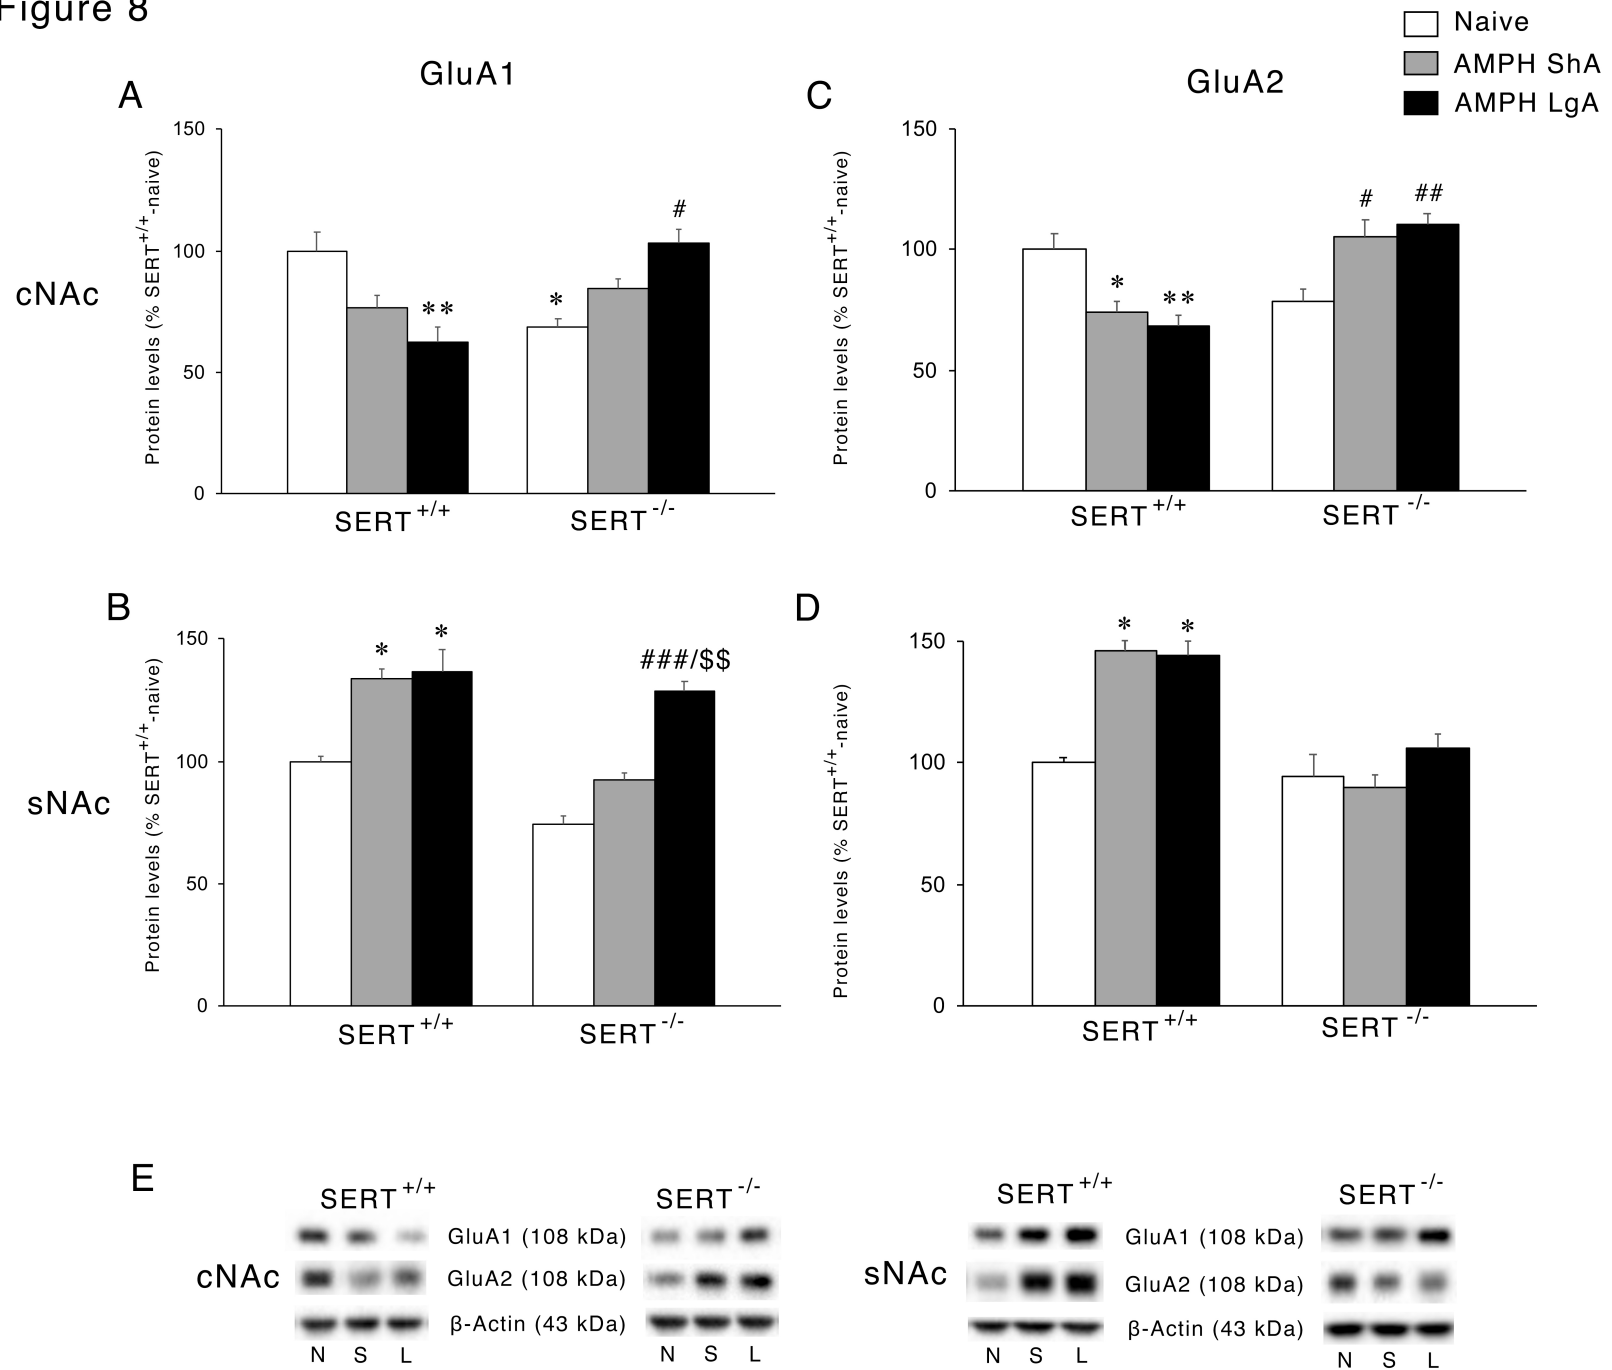 Figure 8
Naive
AMPH ShA
AMPH LgA
GluA1
GluA2
A
150
100
50
0
Protein levels (% SERT+/+-naive)
cNAc
**
*
#
SERT+/+
SERT-/-
C
150
100
50
0
Protein levels (% SERT+/+-naive)
*
**
#
##
SERT+/+
SERT-/-
B
150
100
50
0
Protein levels (% SERT+/+-naive)
sNAc
*
*
###/$$
SERT+/+
SERT-/-
D
150
100
50
0
Protein levels (% SERT+/+-naive)
*
*
SERT+/+
SERT-/-
E
SERT+/+
SERT-/-
cNAc
GluA1 (108 kDa)
GluA2 (108 kDa)
β-Actin (43 kDa)
N S L
N S L
SERT+/+
SERT-/-
sNAc
GluA1 (108 kDa)
GluA2 (108 kDa)
β-Actin (43 kDa)
N S L
N S L